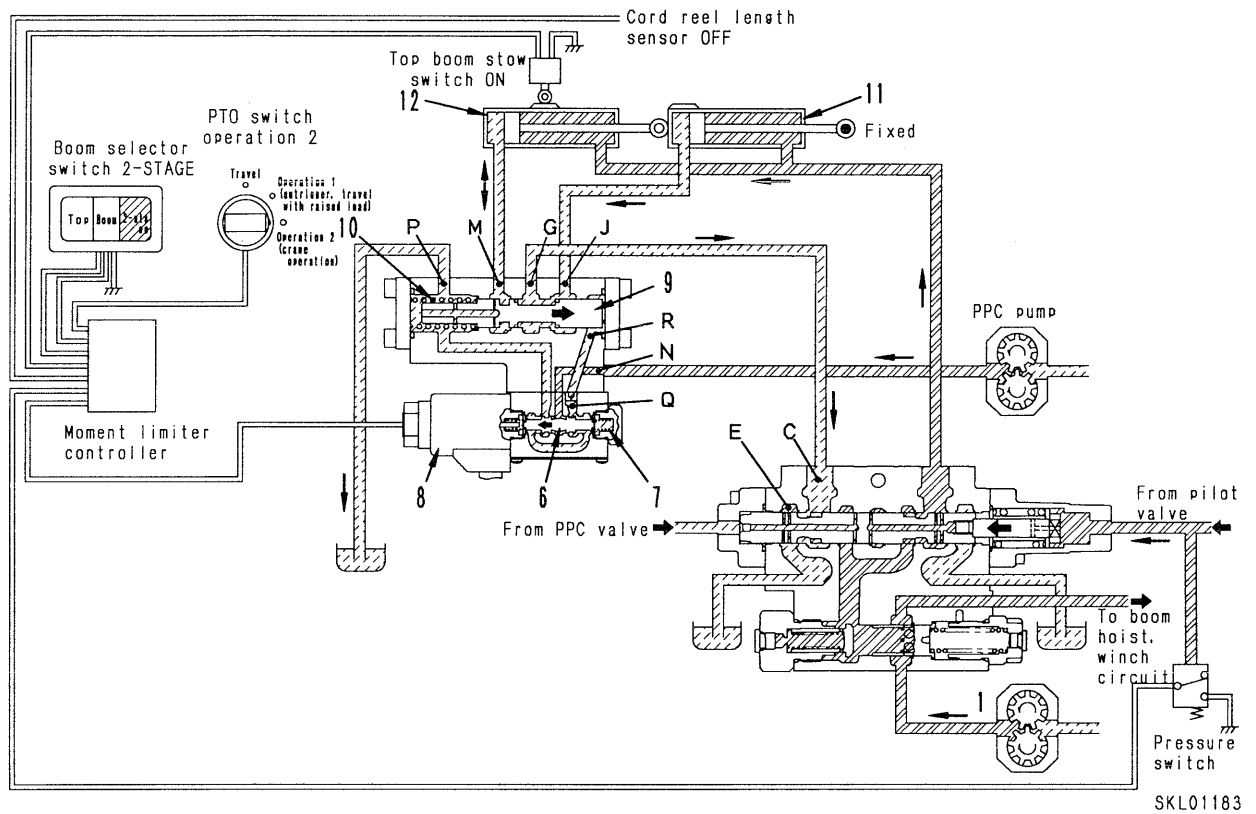 Cord reel length
sensor OFF
Top boom stow
switch ON
12
11
Fixed
PTO switch
operation 2
Boom selector
switch 2-STAGE
Travel
Operation 1
(outrigger, travel
with raised load)
Operation 2
(crane
operation)
Top
Boom
10
P
M
G
J
9
R
N
Q
PPC pump
Moment limiter
controller
8
6
7
E
C
From PPC valve
From pilot
valve
To boom
hoist,
winch
circuit
1
Pressure
switch
SKL01183